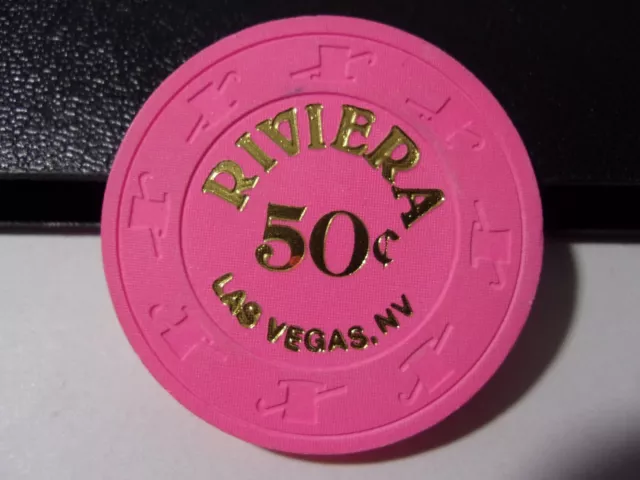 RIVIERA
50¢
LAS VEGAS, NV